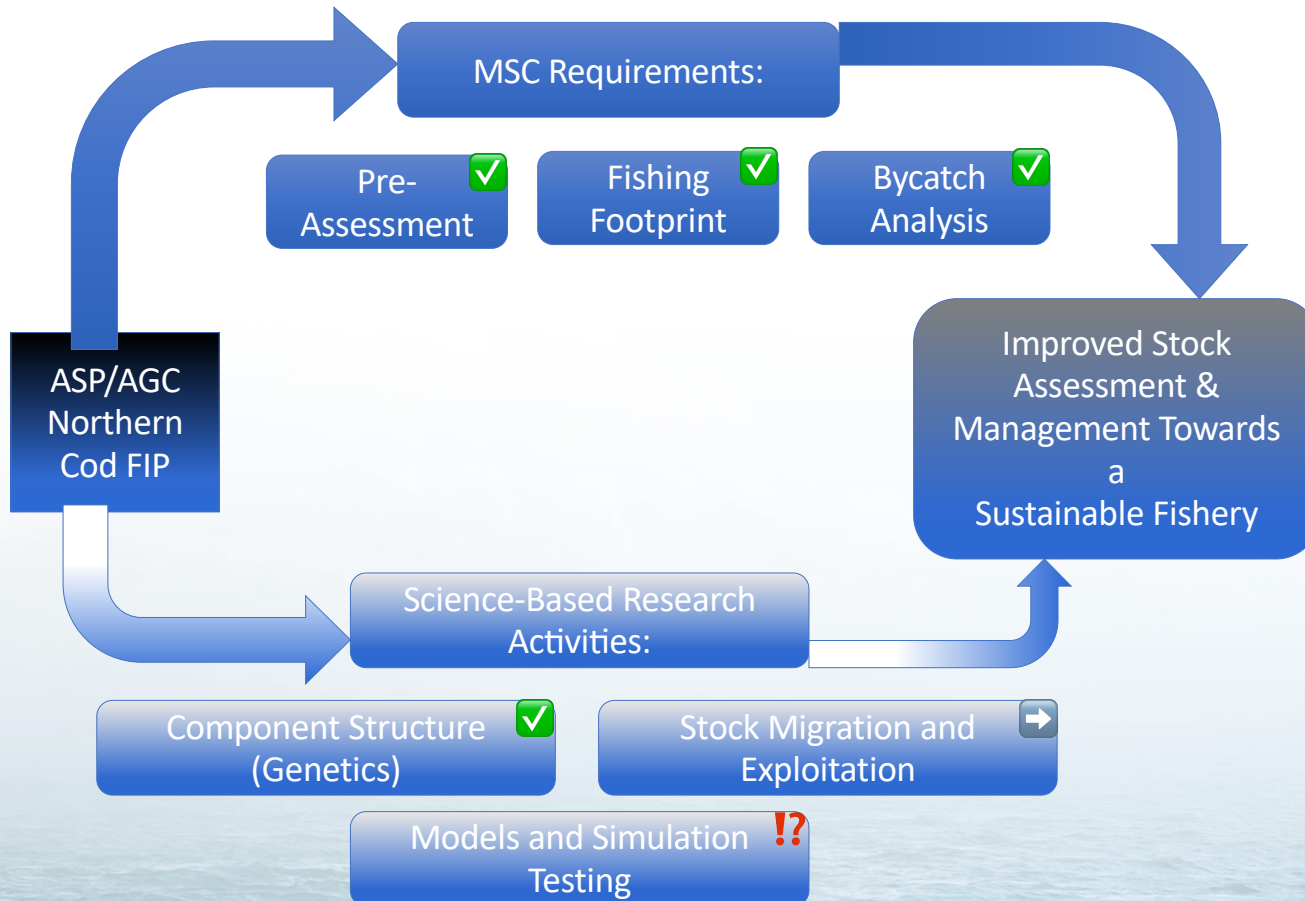 MSC Requirements:
Pre-
Assessment
Fishing
Footprint
Bycatch
Analysis
ASP/AGC
Northern
Cod FIP
Improved Stock
Assessment &
Management Towards
a
Sustainable Fishery
Science-Based Research
Activities:
Component Structure
(Genetics)
Stock Migration and
Exploitation
Models and Simulation
Testing
⁉